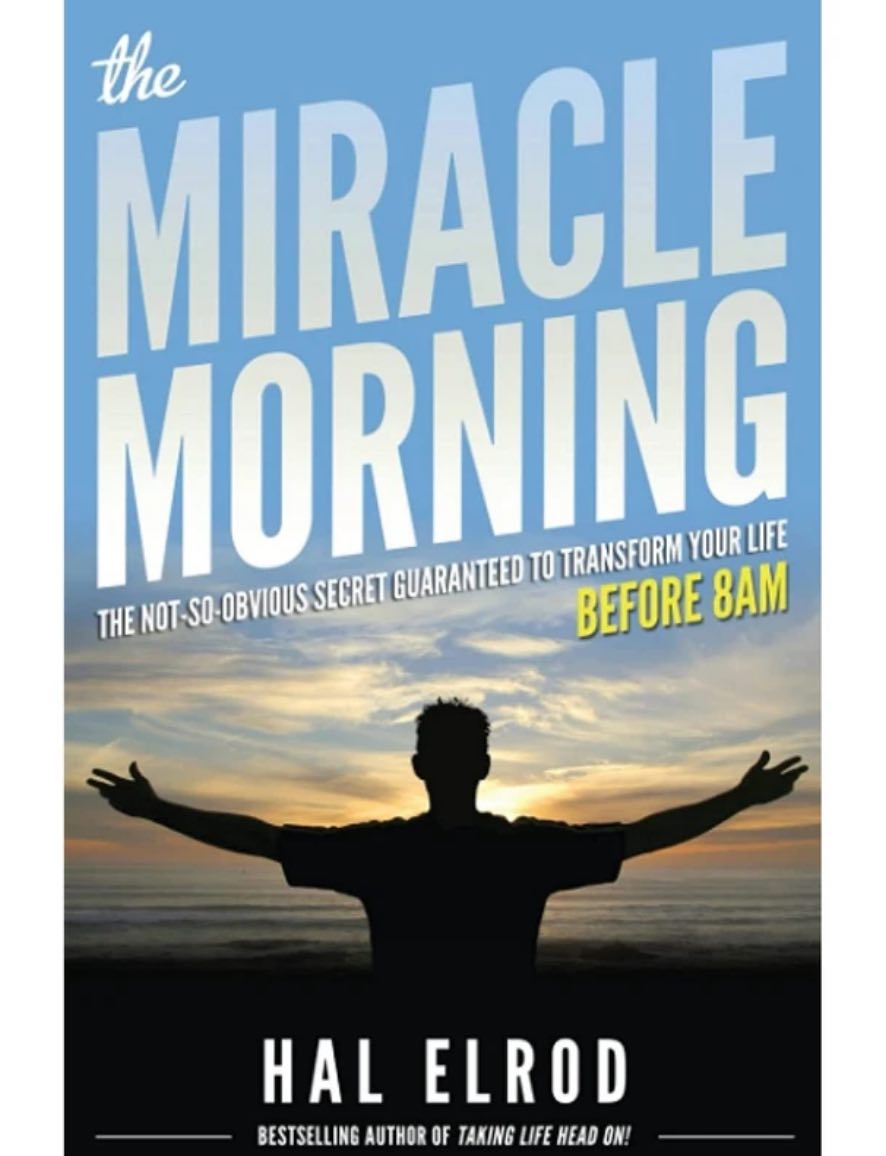 the
MIRACLE
MORNING
THE NOT-SO-OBVIOUS SECRET GUARANTEED TO TRANSFORM YOUR LIFE
BEFORE 8AM
HAL ELROD
BESTSELLING AUTHOR OF TAKING LIFE HEAD ON!